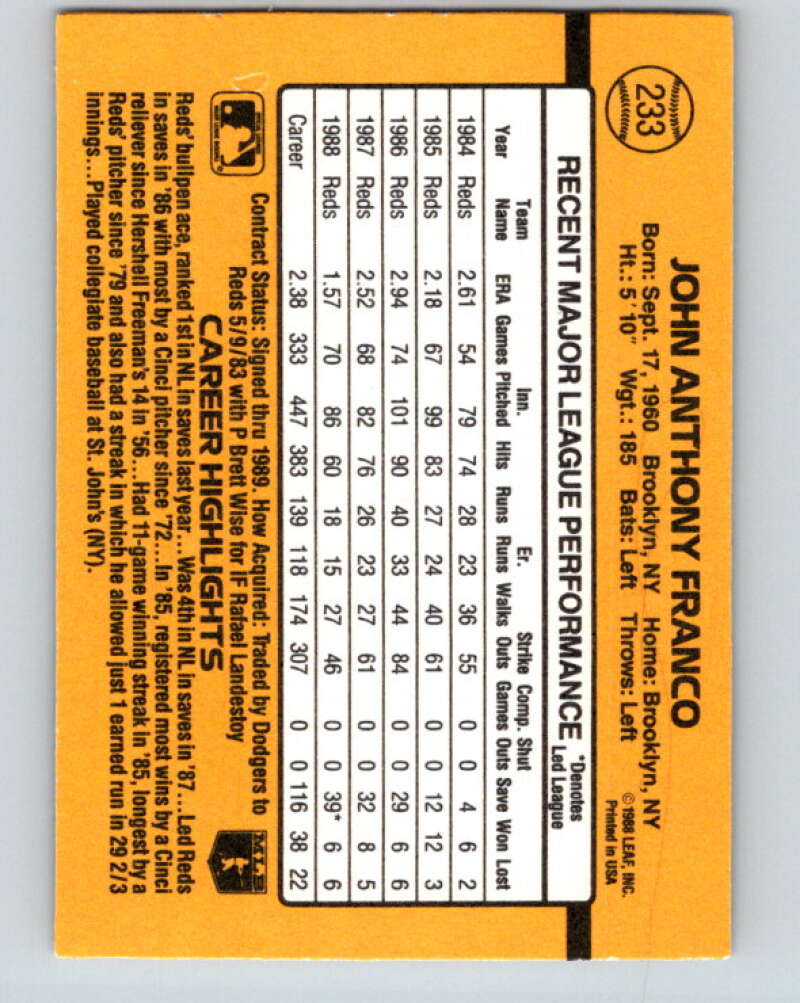 233
JOHN ANTHONY FRANCO
Born: Sept. 17, 1960 Brooklyn, NY Home: Brooklyn, NY
Ht.: 5'10" Wgt.: 185 Bats: Left Throws: Left
©1988 LEAF, INC.
Printed in USA
RECENT MAJOR LEAGUE PERFORMANCE *Denotes Led League
Year Team Name ERA Games Inn. Pitched Hits Runs Er. Runs Walks Strike Outs Comp. Games Shut Outs Save Won Lost
1984 Reds 2.61 54 79 74 28 23 36 55 0 0 4 6 2
1985 Reds 2.18 67 99 83 27 24 40 61 0 0 12 12 3
1986 Reds 2.94 74 101 90 40 33 44 84 0 0 29 6 6
1987 Reds 2.52 68 82 76 26 23 27 61 0 0 32 8 5
1988 Reds 1.57 70 86 60 18 15 27 46 0 0 39* 6 6
Career 2.38 333 447 383 139 118 174 307 0 0 116 38 22
Contract Status: Signed thru 1989. How Acquired: Traded by Dodgers to
Reds 5/9/83 with P Brett Wise for IF Rafael Landestoy
CAREER HIGHLIGHTS
MLB
Reds' bullpen ace, ranked 1st in NL in saves last year...Was 4th in NL in saves in '87...Led Reds
in saves in '86 with most by a Cinci pitcher since '72...In '85, registered most wins by a Cinci
reliever since Hershell Freeman's 14 in '56...Had 11-game winning streak in '85, longest by a
Reds' pitcher since '79 and also had a streak in which he allowed just 1 earned run in 29 2/3
innings....Played collegiate baseball at St. John's (NY).